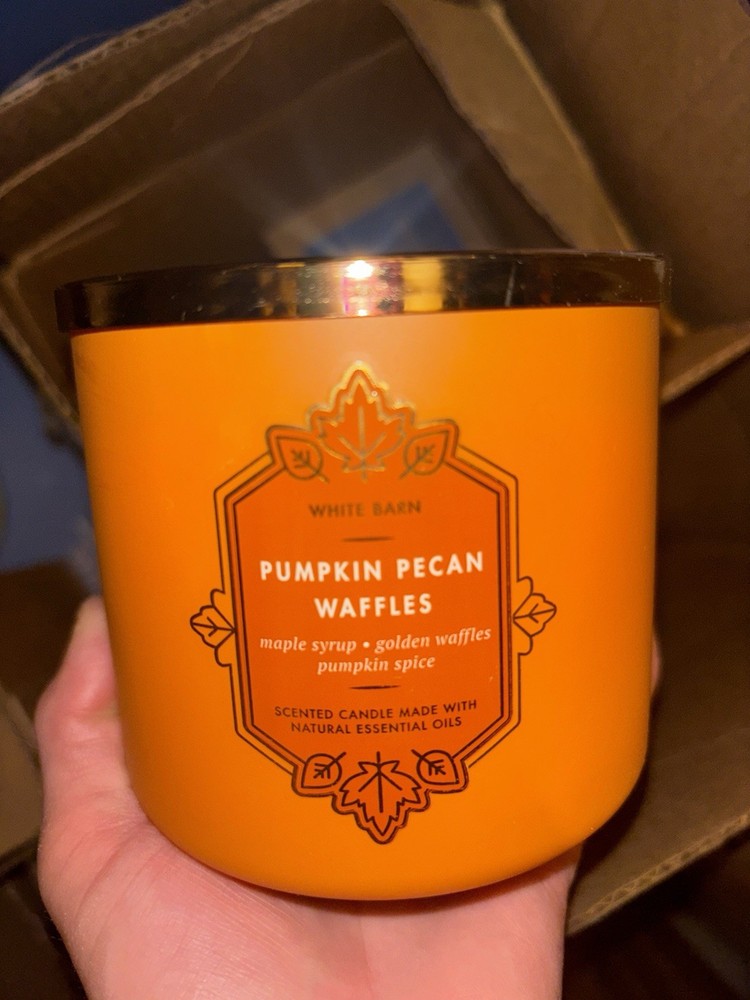 WHITE BARN
PUMPKIN PECAN
WAFFLES
maple syrup • golden waffles
pumpkin spice
SCENTED CANDLE MADE WITH
NATURAL ESSENTIAL OILS